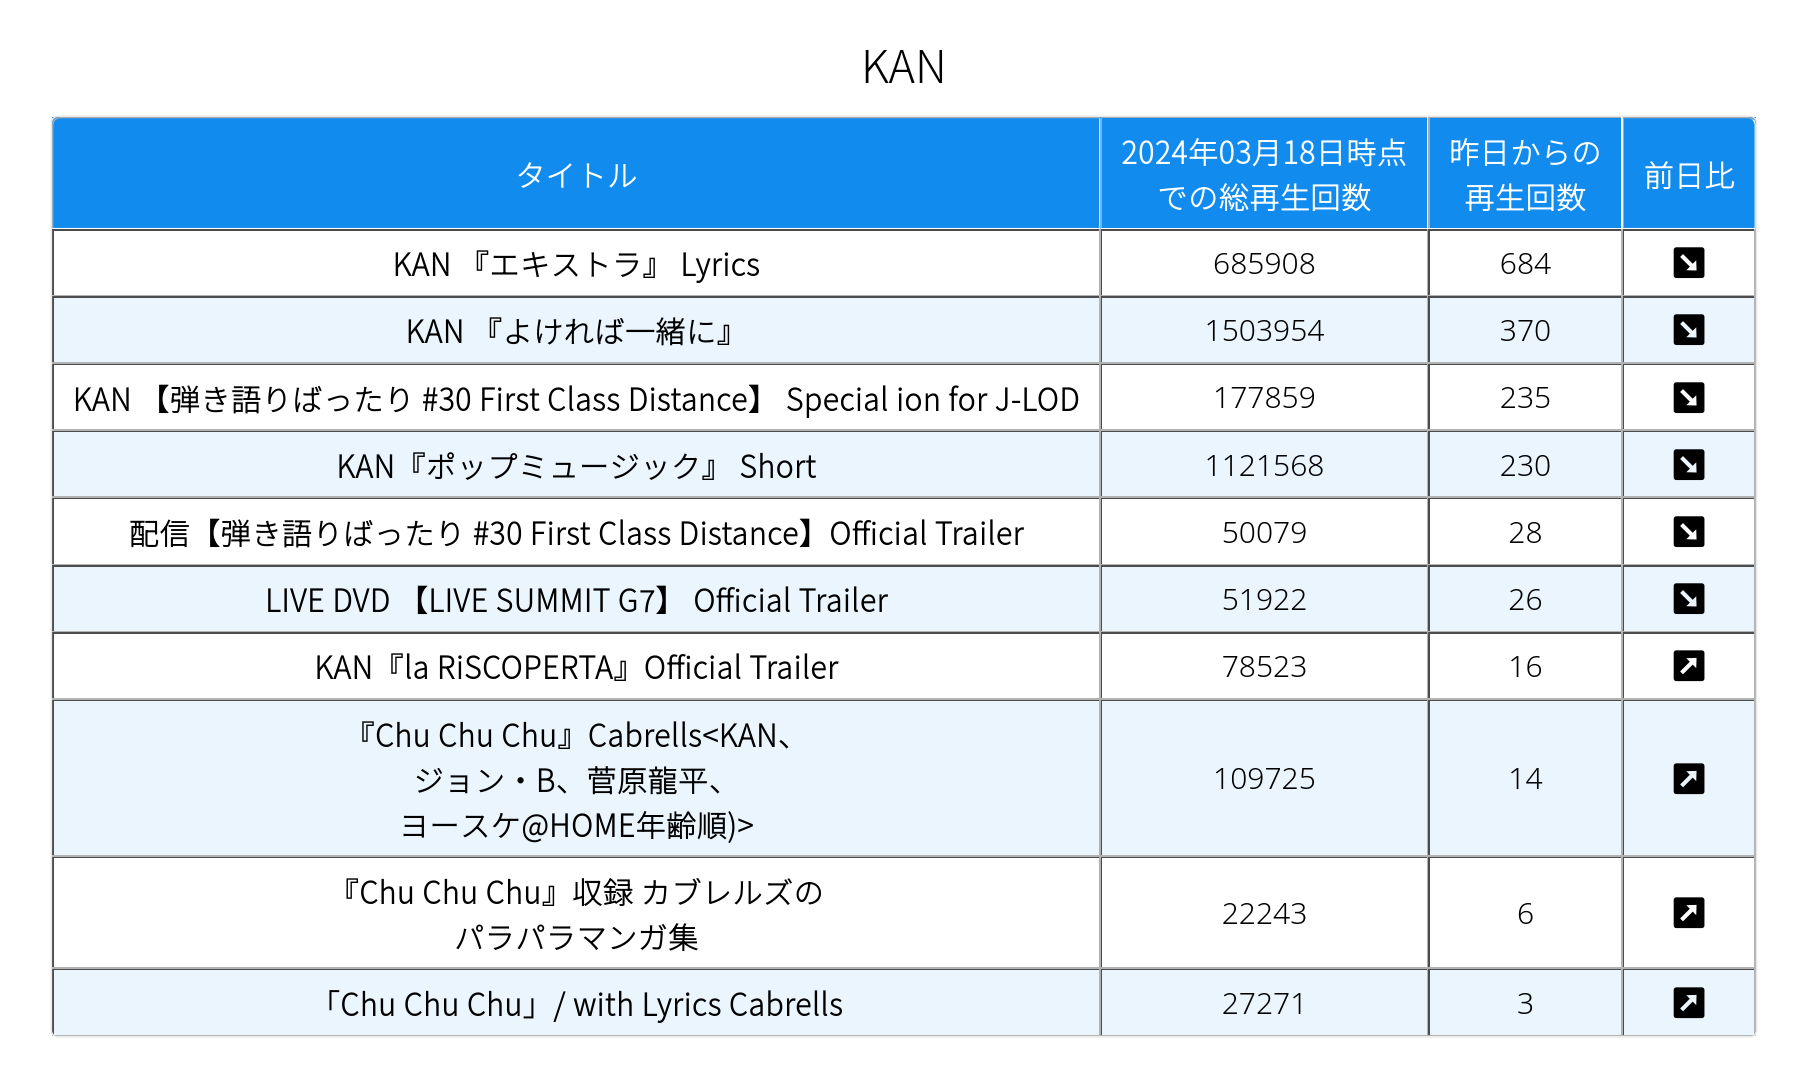 KAN
タイトル
2024年03月18日時点
での総再生回数
昨日からの
再生回数
前日比
KAN 『エキストラ』 Lyrics
685908
684
KAN 『よければ一緒に』
1503954
370
KAN 【弾き語りばったり #30 First Class Distance】 Special ion for J-LOD
177859
235
KAN『ポップミュージック』 Short
1121568
230
配信【弾き語りばったり #30 First Class Distance】Official Trailer
50079
28
LIVE DVD 【LIVE SUMMIT G7】 Official Trailer
51922
26
KAN『la RiSCOPERTA』Official Trailer
78523
16
『Chu Chu Chu』Cabrells<KAN、
ジョン・B、菅原龍平、
ヨースケ@HOME年齢順)>
109725
14
『Chu Chu Chu』収録 カブレルズの
パラパラマンガ集
22243
6
「Chu Chu Chu」/ with Lyrics Cabrells
27271
3